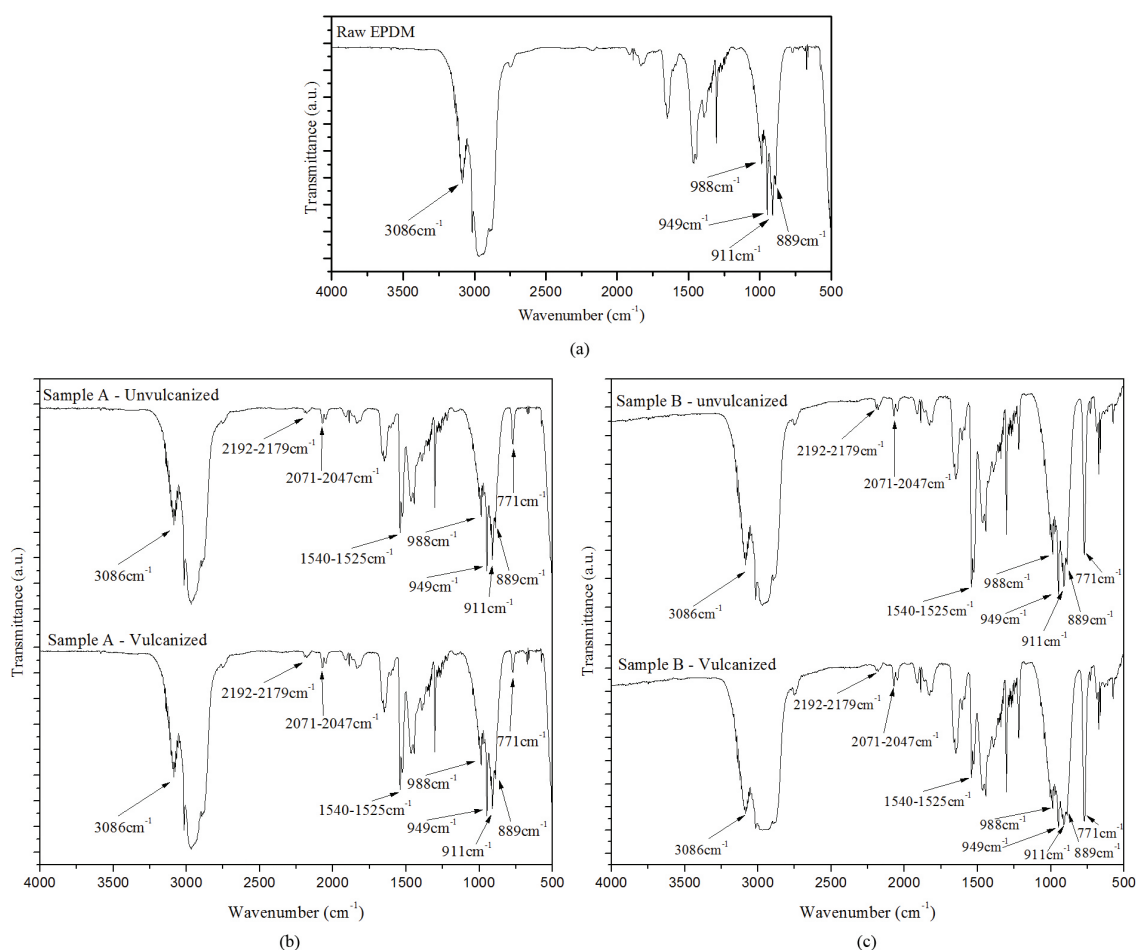 Raw EPDM
Transmittance (a.u.)
3086cm⁻¹
988cm⁻¹
949cm⁻¹
911cm⁻¹
889cm⁻¹
4000 3500 3000 2500 2000 1500 1000 500
Wavenumber (cm⁻¹)
(a)
Sample A - Unvulcanized
Transmittance (a.u.)
2192-2179cm⁻¹
2071-2047cm⁻¹
771cm⁻¹
988cm⁻¹
1540-1525cm⁻¹
3086cm⁻¹
949cm⁻¹
889cm⁻¹
911cm⁻¹
Sample A - Vulcanized
2192-2179cm⁻¹
2071-2047cm⁻¹
771cm⁻¹
988cm⁻¹
1540-1525cm⁻¹
3086cm⁻¹
949cm⁻¹
889cm⁻¹
911cm⁻¹
4000 3500 3000 2500 2000 1500 1000 500
Wavenumber (cm⁻¹)
(b)
Sample B - unvulcanized
Transmittance (a.u.)
2192-2179cm⁻¹
2071-2047cm⁻¹
771cm⁻¹
988cm⁻¹
1540-1525cm⁻¹
3086cm⁻¹
949cm⁻¹
889cm⁻¹
911cm⁻¹
Sample B - Vulcanized
2192-2179cm⁻¹
2071-2047cm⁻¹
1540-1525cm⁻¹
988cm⁻¹
771cm⁻¹
3086cm⁻¹
949cm⁻¹
911cm⁻¹
889cm⁻¹
4000 3500 3000 2500 2000 1500 1000 500
Wavenumber (cm⁻¹)
(c)